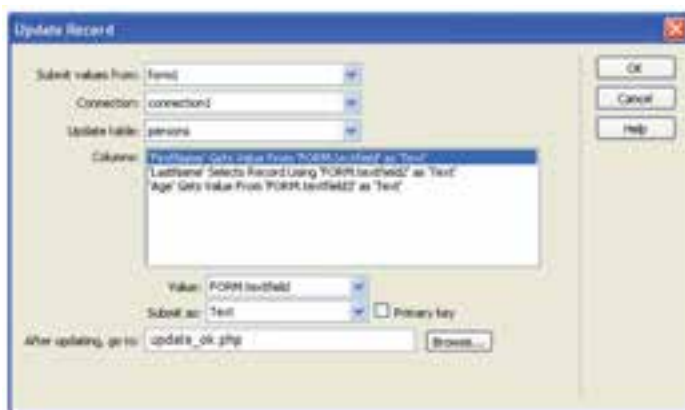 Update Record
Submit values from: form1
OK
Connection: connection1
Cancel
Update table: persons
Help
Columns: 'FirstName' Gets Value From 'FORM.textfield' as 'Text'
'LastName' Selects Record Using 'FORM.textfield2' as 'Text'
'Age' Gets Value From 'FORM.textfield3' as 'Text'
Value: FORM.textfield
Submit as: Text Primary key
After updating, go to: update_ok.php Browse...